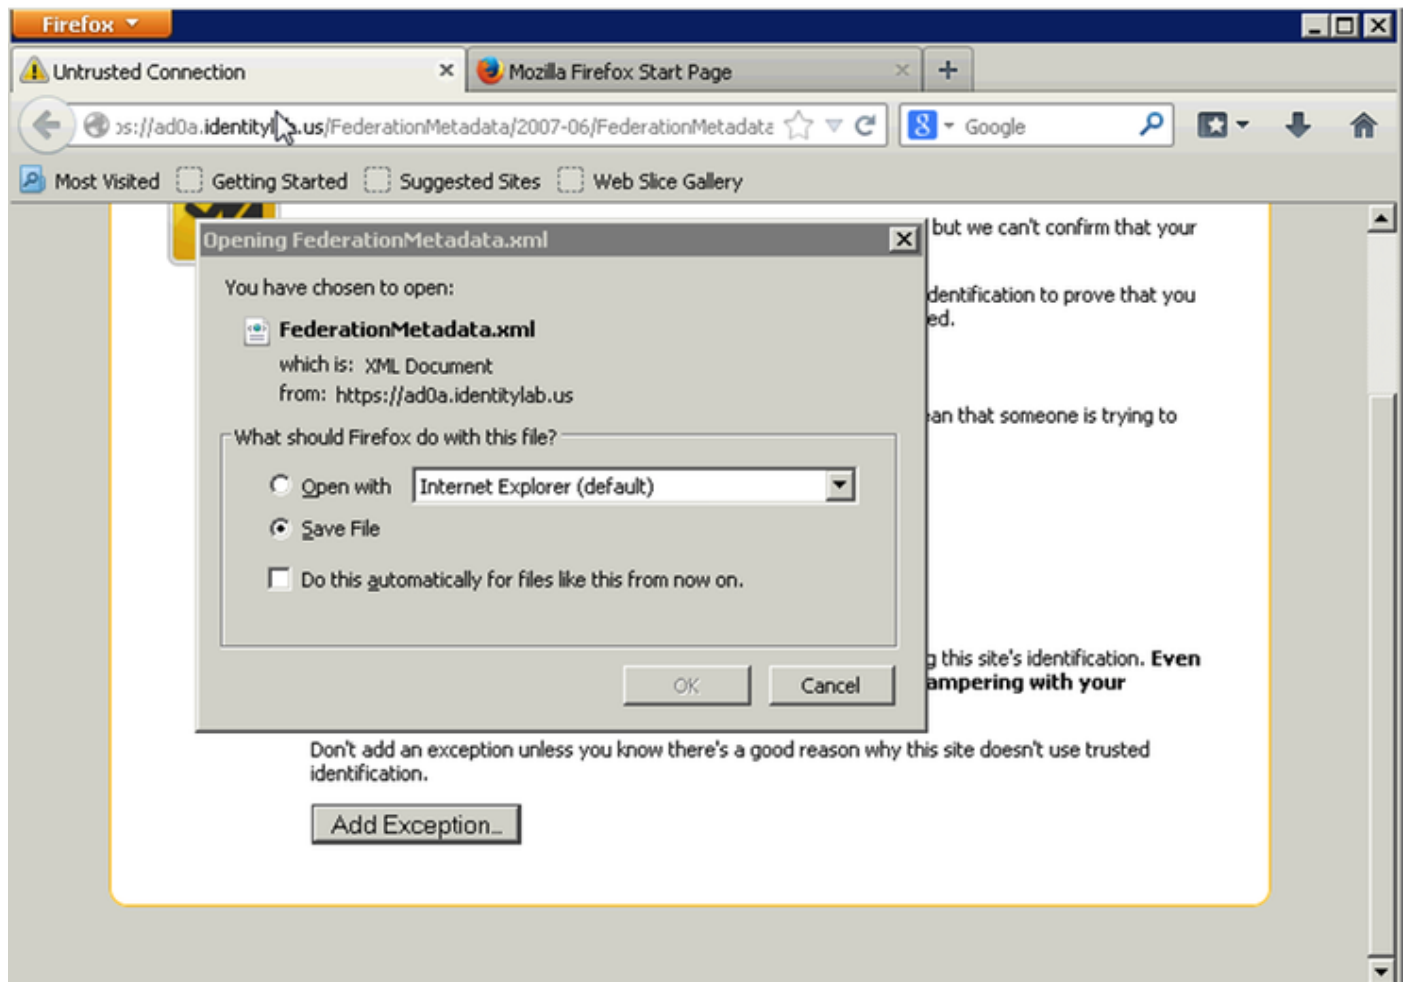 Firefox
Untrusted Connection
Mozilla Firefox Start Page
s://ad0a.identityl .us/FederationMetadata/2007-06/FederationMetadata
8 Google
Most Visited Getting Started Suggested Sites Web Slice Gallery
but we can't confirm that your
Opening FederationMetadata.xml
You have chosen to open:
dentification to prove that you
ed.
FederationMetadata.xml
which is: XML Document
from: https://ad0a.identitylab.us
an that someone is trying to
What should Firefox do with this file?
Open with Internet Explorer (default)
Save File
Do this automatically for files like this from now on.
g this site's identification. Even
ampering with your
OK Cancel
Don't add an exception unless you know there's a good reason why this site doesn't use trusted
identification.
Add Exception...